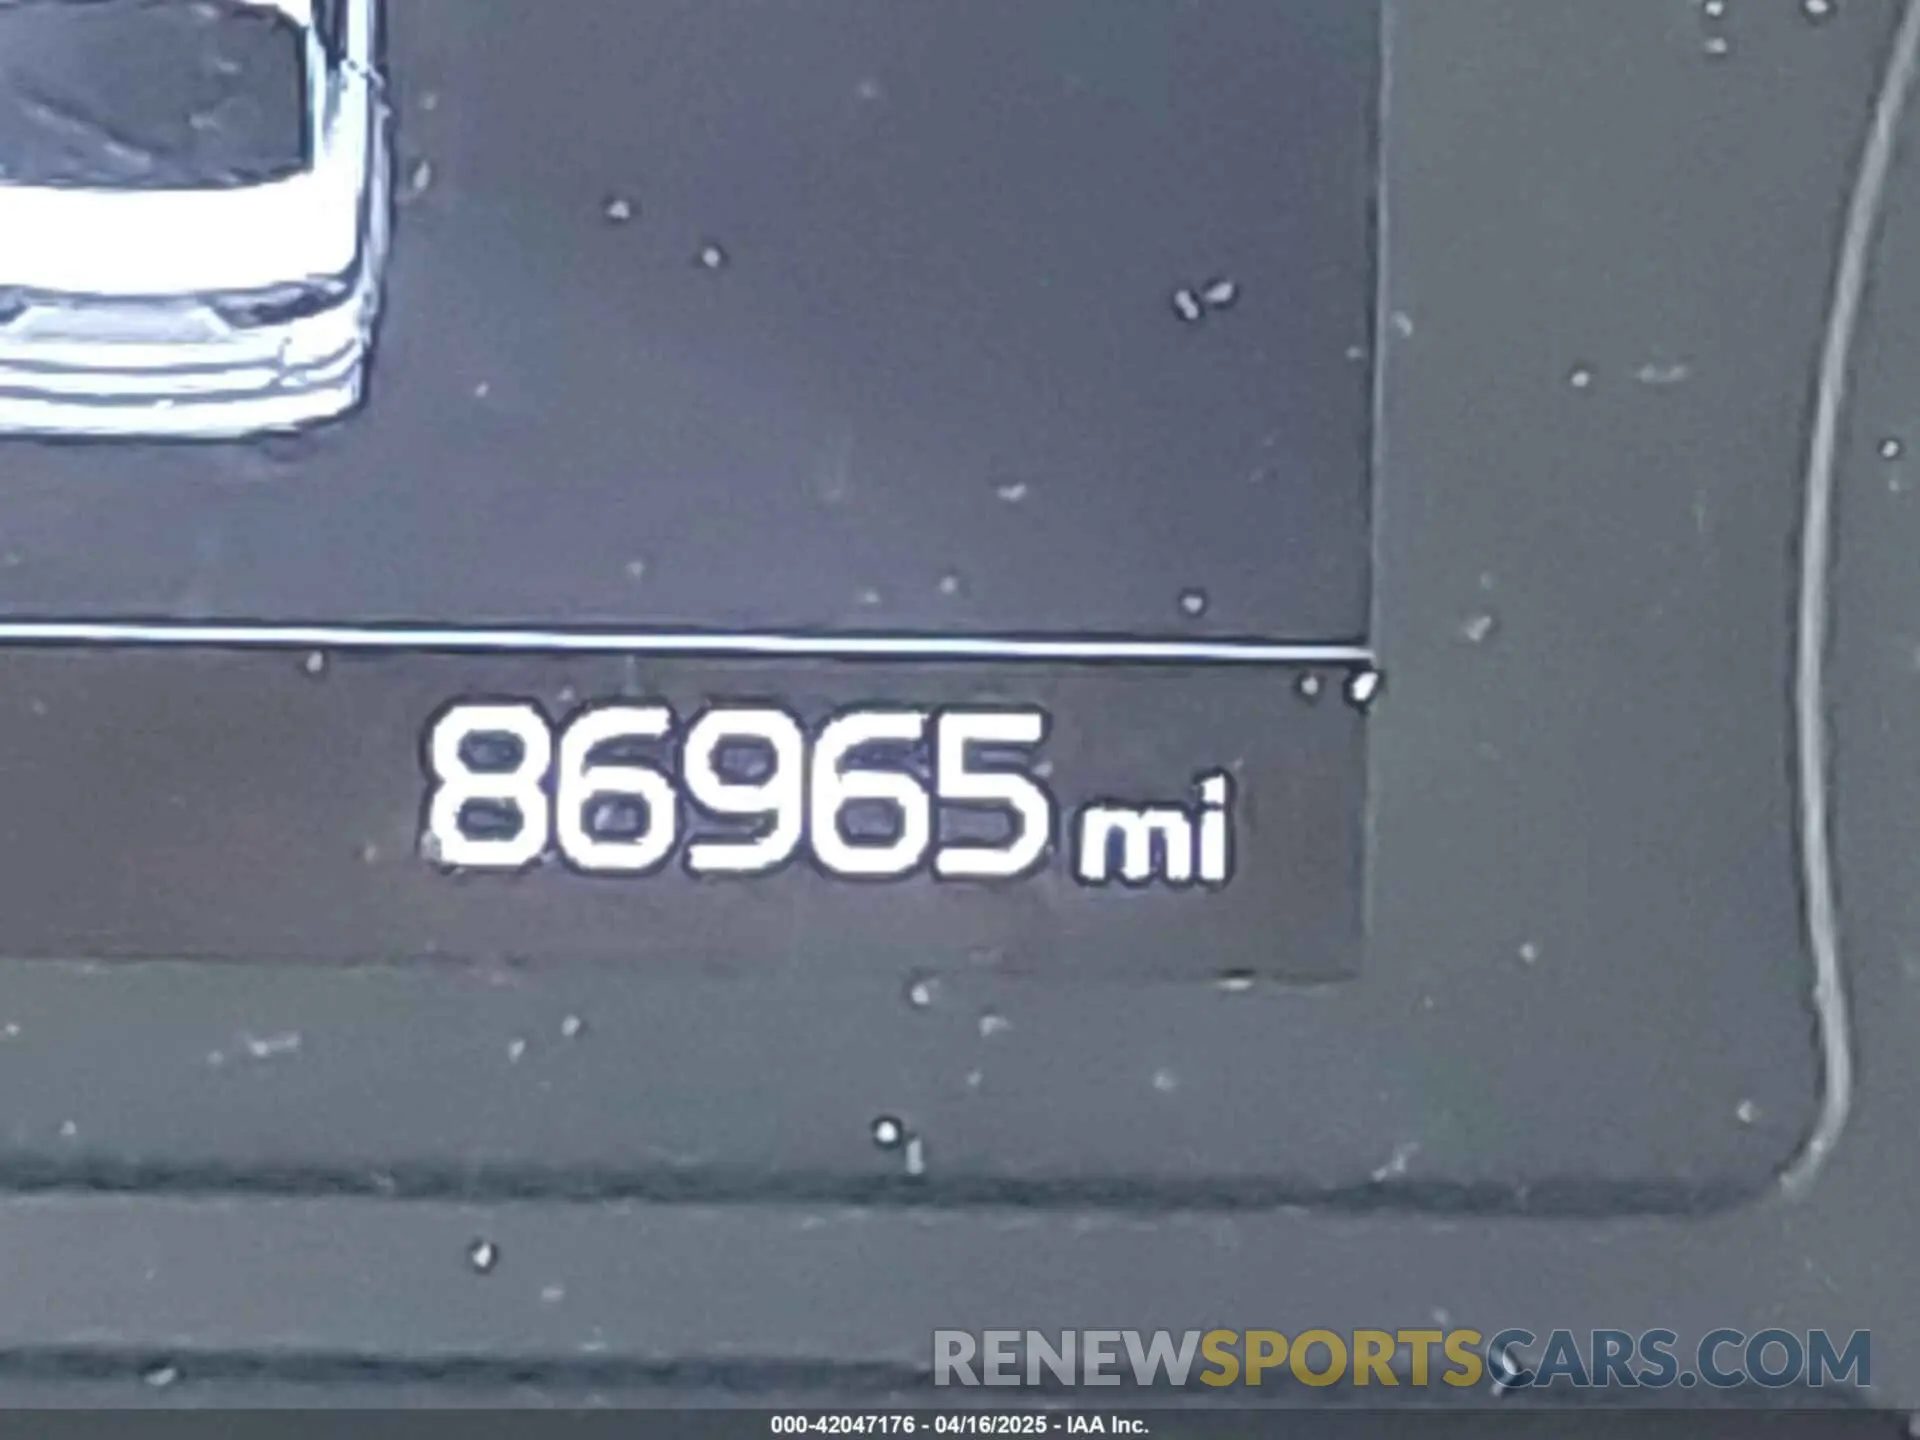 86965 mi
RENEWSPORTSCARS.COM
000-42047176 - 04/16/2025 - IAA Inc.